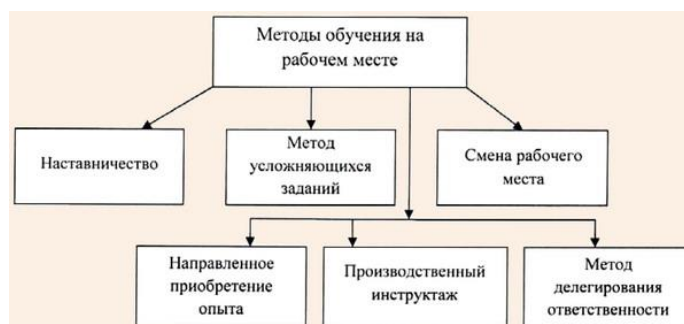 Методы обучения на
рабочем месте
Наставничество
Метод
усложняющихся
заданий
Смена рабочего
места
Направленное
приобретение
опыта
Производственный
инструктаж
Метод
делегирования
ответственности